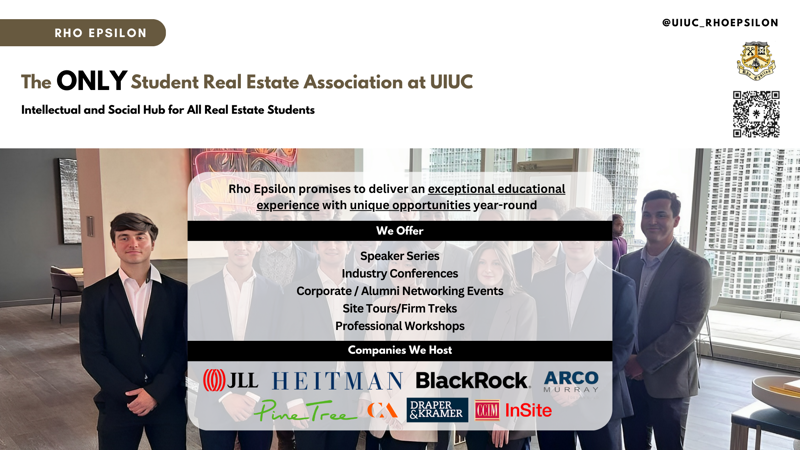 RHO EPSILON
@UIUC_RHOEPSILON
The ONLY Student Real Estate Association at UIUC
Intellectual and Social Hub for All Real Estate Students
Rho Epsilon promises to deliver an exceptional educational
experience with unique opportunities year-round
We Offer
Speaker Series
Industry Conferences
Corporate / Alumni Networking Events
Site Tours/Firm Treks
Professional Workshops
Companies We Host
JLL HEITMAN BlackRock. ARCO
MURRAY
PineTree CA DRAPER
&KRAMER CCIM InSite